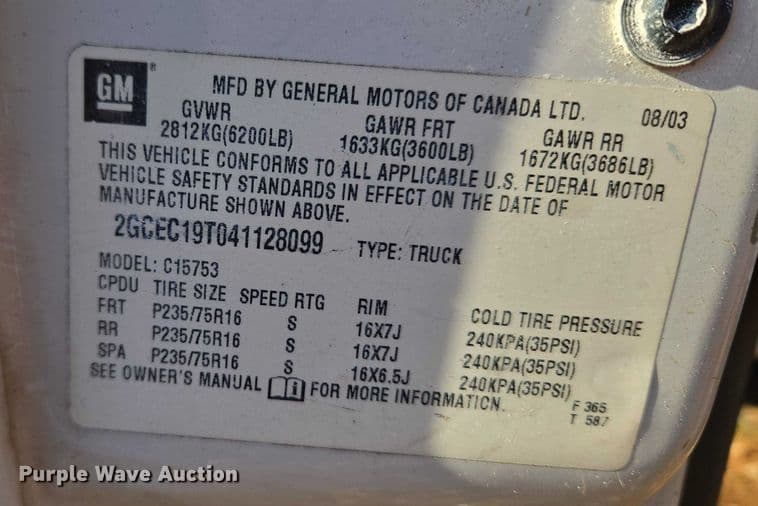 GM ®
MFD BY GENERAL MOTORS OF CANADA LTD. 08/03
GVWR GAWR FRT GAWR RR
2812KG(6200LB) 1633KG(3600LB) 1672KG(3686LB)
THIS VEHICLE CONFORMS TO ALL APPLICABLE U.S. FEDERAL MOTOR
VEHICLE SAFETY STANDARDS IN EFFECT ON THE DATE OF
MANUFACTURE SHOWN ABOVE.
2GCEC19T041128099 TYPE: TRUCK
MODEL: C15753
CPDU TIRE SIZE SPEED RTG RIM COLD TIRE PRESSURE
FRT P235/75R16 S 16X7J 240KPA(35PSI)
RR P235/75R16 S 16X7J 240KPA(35PSI)
SPA P235/75R16 S 16X6.5J 240KPA(35PSI)
SEE OWNER'S MANUAL FOR MORE INFORMATION.
F 365
T 587
Purple Wave Auction